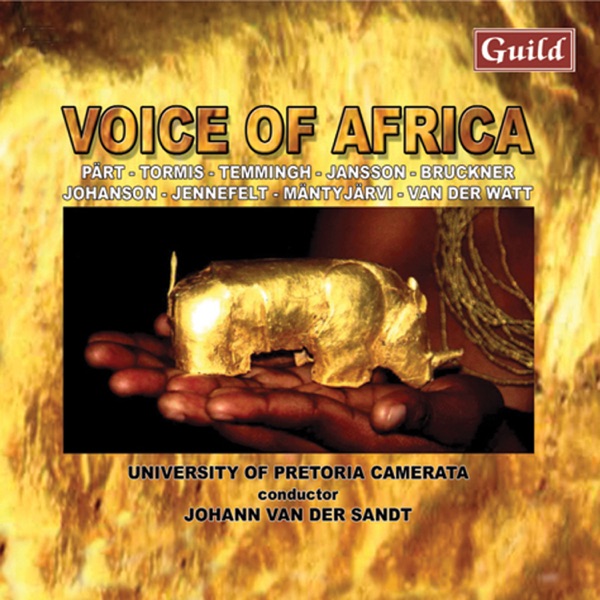 Guild
VOICE OF AFRICA
PÄRT - TORMIS - TEMMINGH - JANSSON - BRUCKNER
JOHANSON - JENNEFELT - MÄNTYJÄRVI - VAN DER WATT
UNIVERSITY OF PRETORIA CAMERATA
conductor
JOHANN VAN DER SANDT